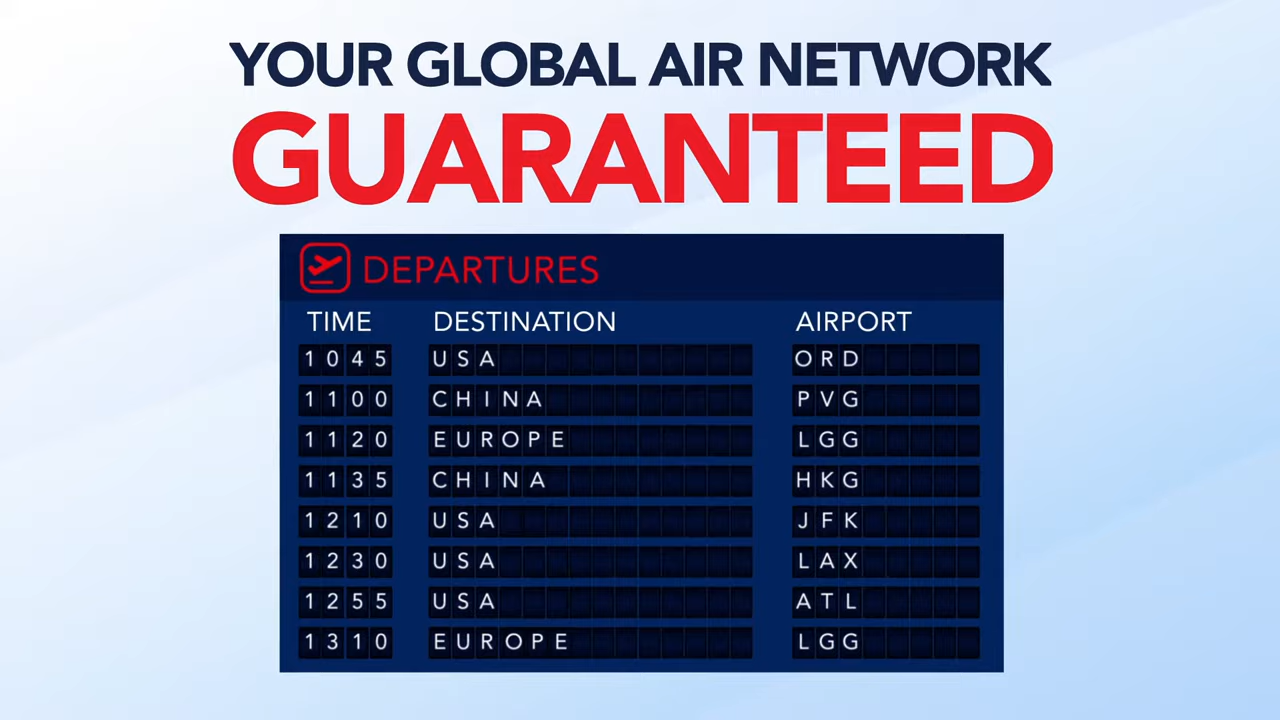 YOUR GLOBAL AIR NETWORK
GUARANTEED
DEPARTURES
TIME DESTINATION AIRPORT
1045 USA ORD
1100 CHINA PVG
1120 EUROPE LGG
1135 CHINA HKG
1210 USA JFK
1230 USA LAX
1255 USA ATL
1310 EUROPE LGG